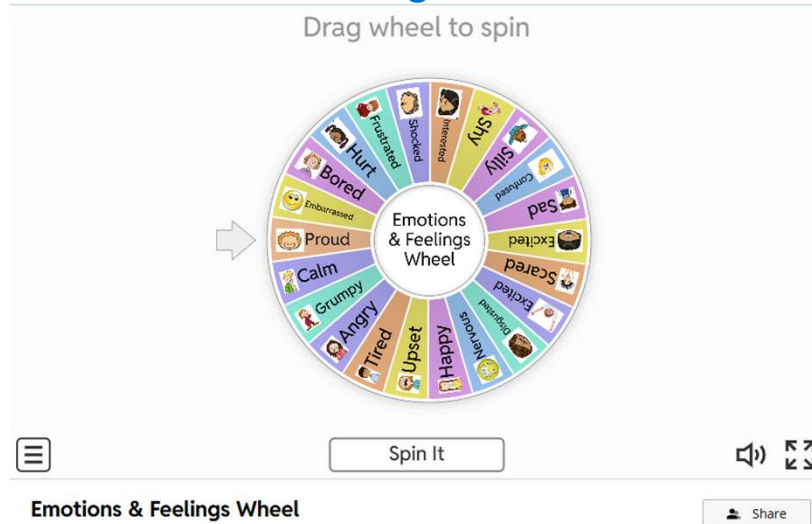 Drag wheel to spin
Interested
Shy
Silly
Confused
Sad
Excited
Scared
Excited
Disgusted
Nervous
Happy
Upset
Tired
Angry
Grumpy
Calm
Proud
Embarrassed
Bored
Hurt
Frustrated
Shocked
Emotions
& Feelings
Wheel
Spin It
Emotions & Feelings Wheel
Share